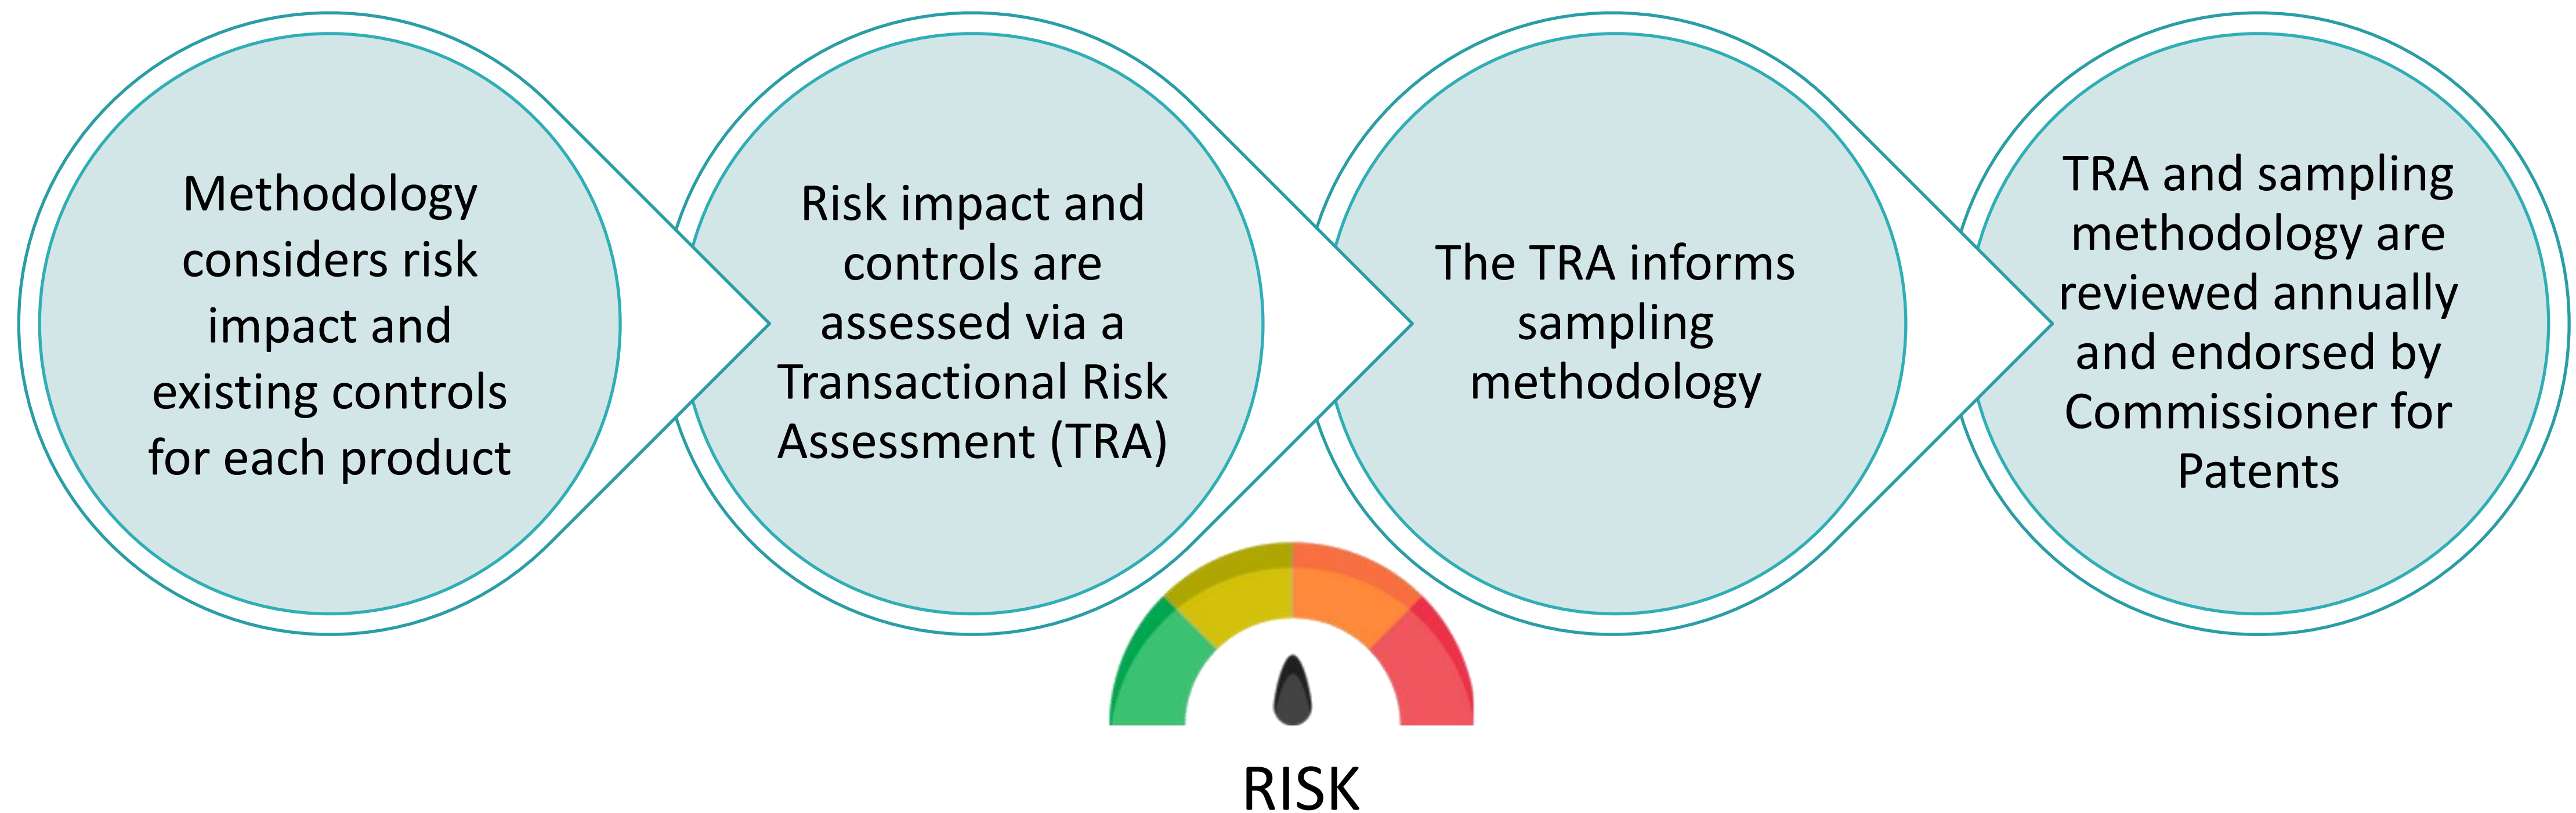 Methodology
considers risk
impact and
existing controls
for each product
Risk impact and
controls are
assessed via a
Transactional Risk
Assessment (TRA)
The TRA informs
sampling
methodology
TRA and sampling
methodology are
reviewed annually
and endorsed by
Commissioner for
Patents
RISK